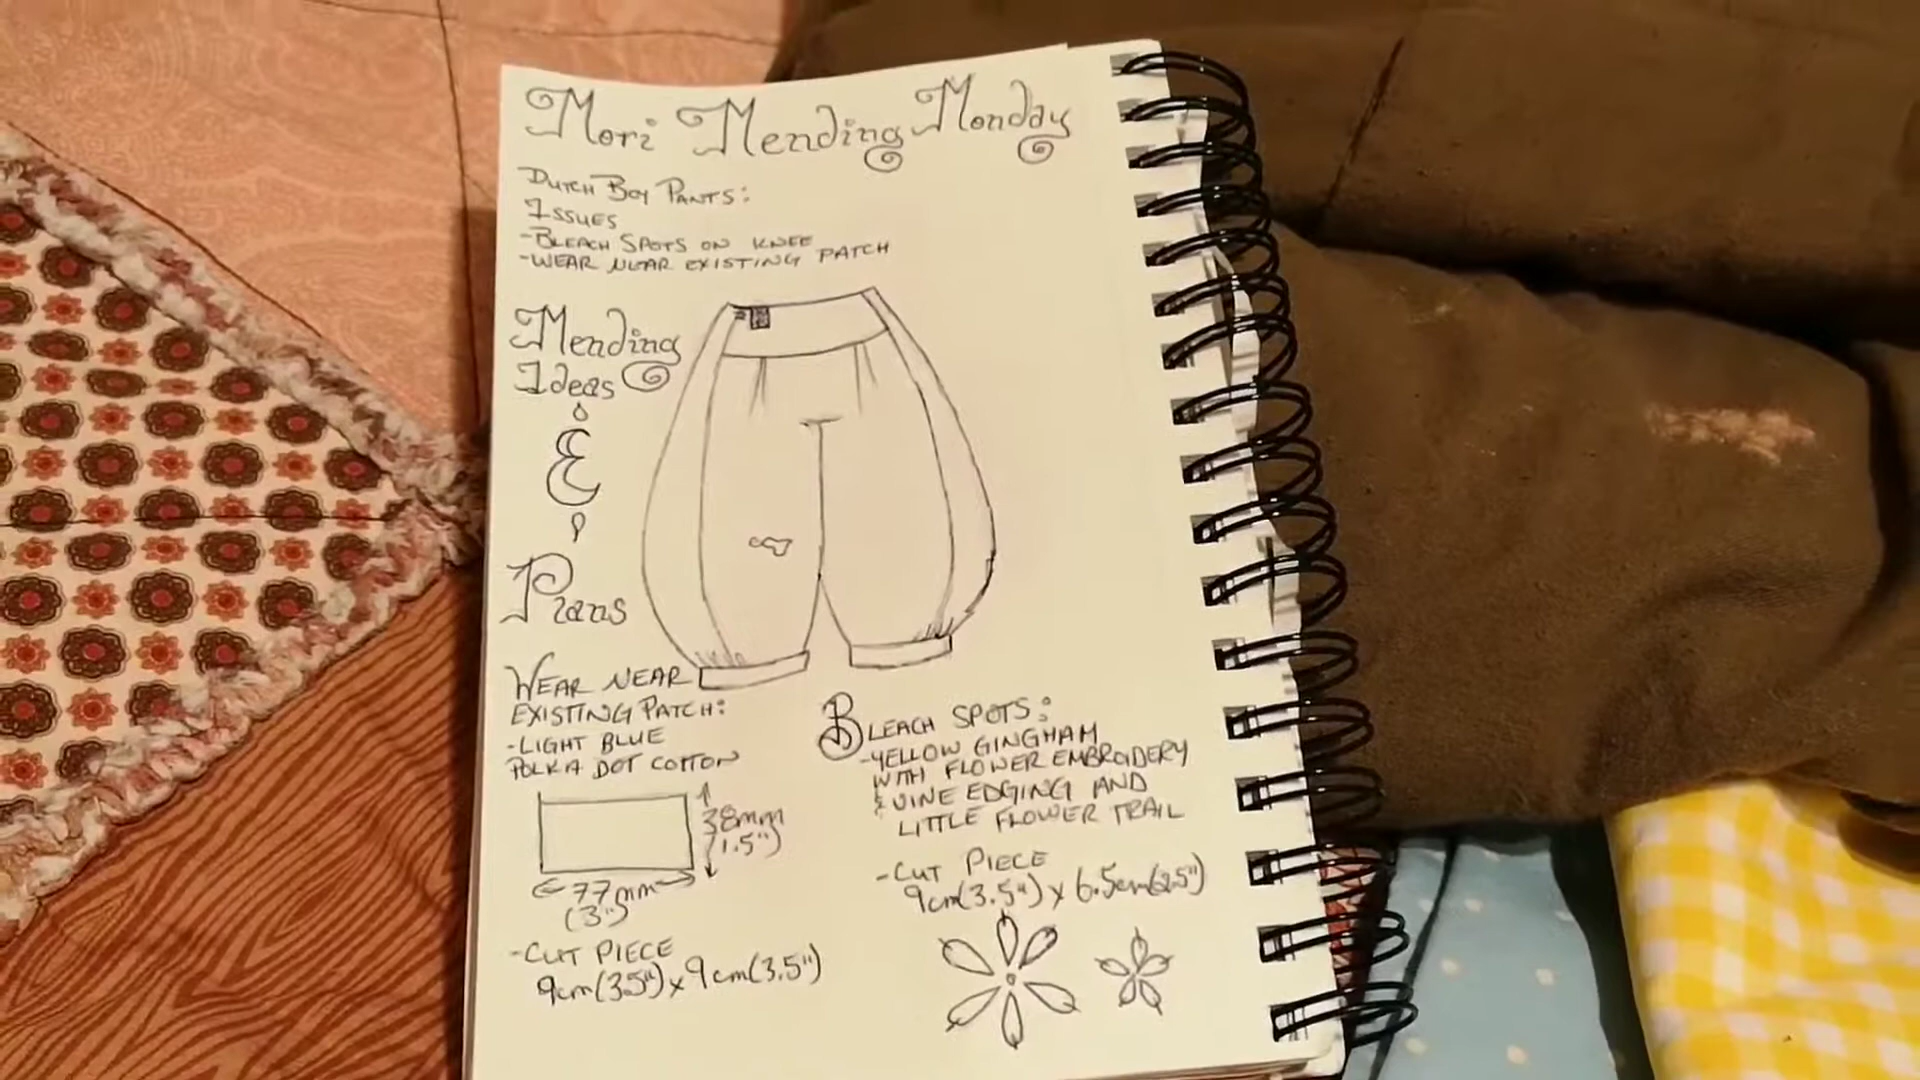 Mori Mending Monday
DUTCH BOY PANTS:
ISSUES
-BLEACH SPOTS ON KNEE
-WEAR NEAR EXISTING PATCH
Mending
Ideas
&
Plans
WEAR NEAR
EXISTING PATCH:
-LIGHT BLUE
POLKA DOT COTTON
38mm
(1.5")
77mm
(3")
-CUT PIECE
9cm(3.5")x9cm(3.5")
BLEACH SPOTS:
-YELLOW GINGHAM
WITH FLOWER EMBROIDERY
& VINE EDGING AND
LITTLE FLOWER TRAIL
-CUT PIECE
9cm(3.5")x6.5cm(2.5")